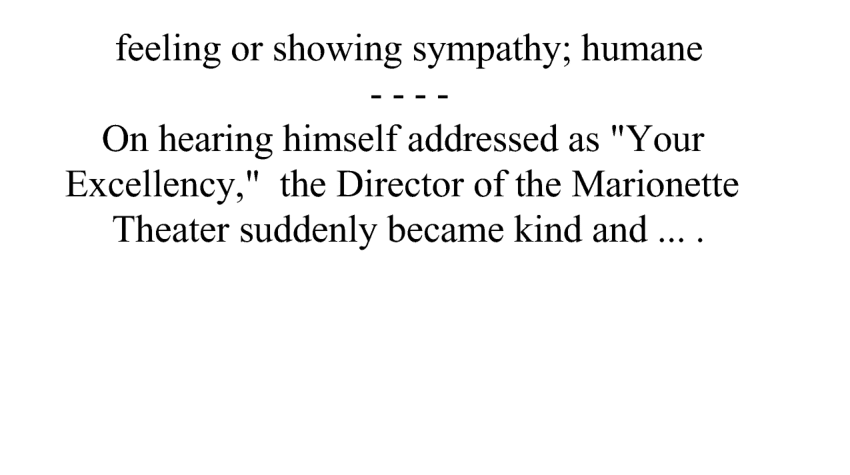 feeling or showing sympathy; humane
- - - -
On hearing himself addressed as "Your
Excellency,"  the Director of the Marionette
Theater suddenly became kind and ... .